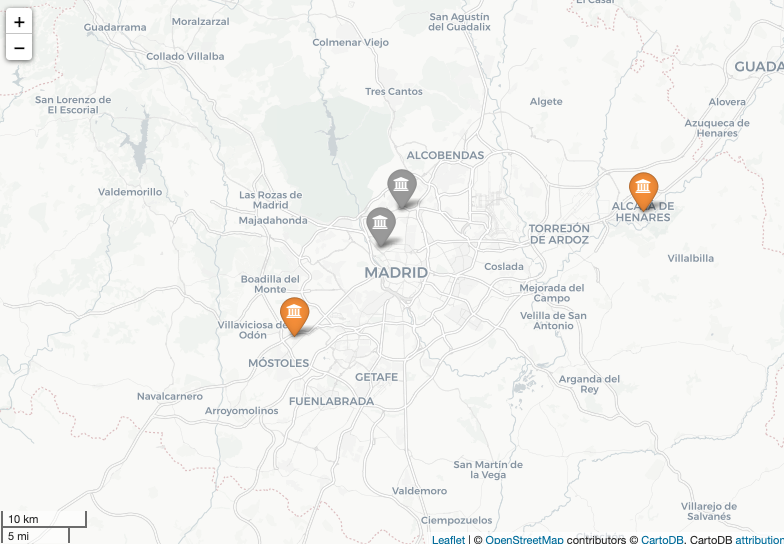 +
−
El Casar
San Agustín
del Guadalix
Moralzarzal
Guadarrama
Colmenar Viejo
Collado Villalba
GUADA
Tres Cantos
San Lorenzo de
El Escorial
Algete
Alovera
Azuqueca de
Henares
ALCOBENDAS
Valdemorillo
Las Rozas de
Madrid
Majadahonda
ALCALÁ DE
HENARES
TORREJÓN
DE ARDOZ
Villalbilla
Coslada
MADRID
Boadilla del
Monte
Mejorada del
Campo
Velilla de San
Antonio
Villaviciosa de
Odón
MÓSTOLES
GETAFE
Arganda del
Rey
Navalcarnero
FUENLABRADA
Arroyomolinos
San Martín de
la Vega
Valdemoro
Villarejo de
Salvanés
Ciempozuelos
10 km
5 mi
Leaflet | © OpenStreetMap contributors © CartoDB, CartoDB attribution